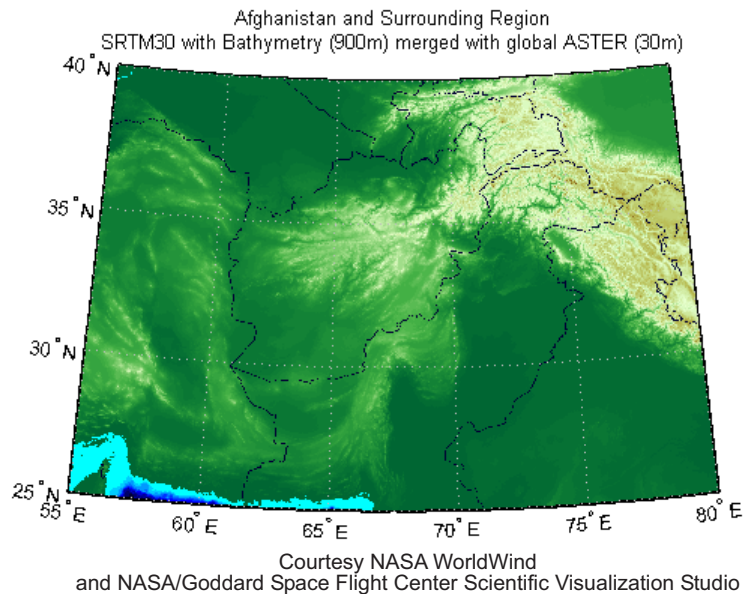 Afghanistan and Surrounding Region
SRTM30 with Bathymetry (900m) merged with global ASTER (30m)
40° N
35° N
30° N
25° N
55° E
60° E
65° E
70° E
75° E
80° E
Courtesy NASA WorldWind
and NASA/Goddard Space Flight Center Scientific Visualization Studio